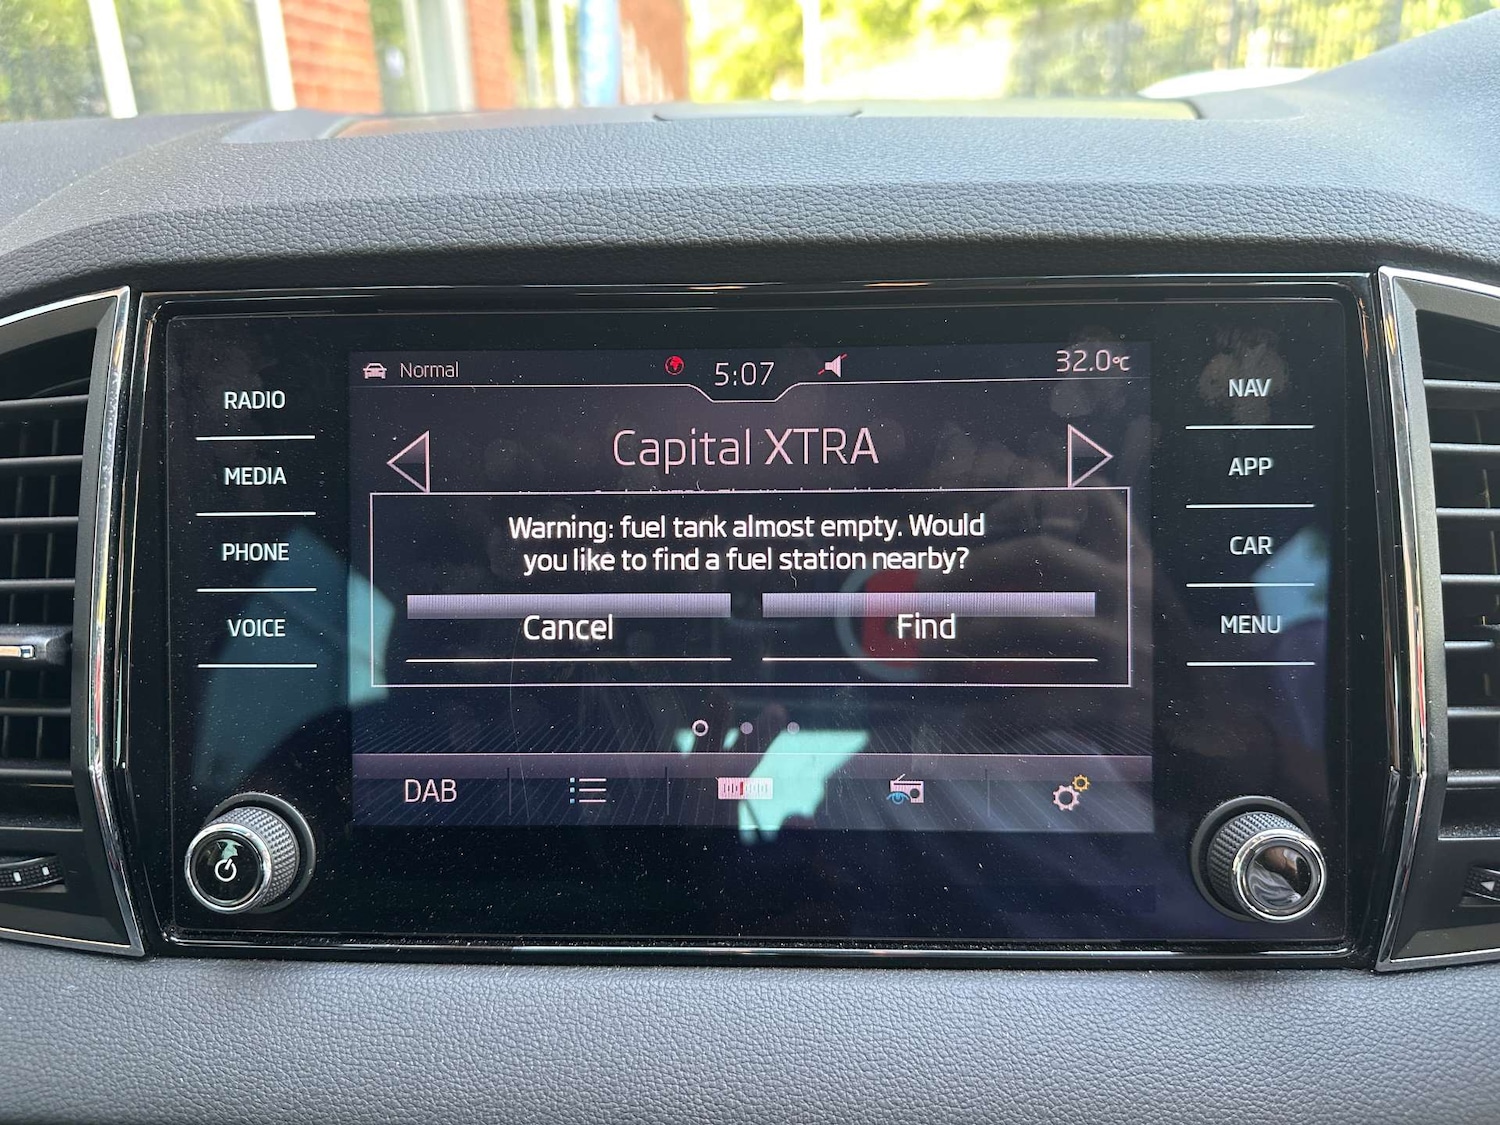 Normal
5:07
32.0°C
RADIO
MEDIA
PHONE
VOICE
NAV
APP
CAR
MENU
Capital XTRA
Warning: fuel tank almost empty. Would
you like to find a fuel station nearby?
Cancel
Find
DAB